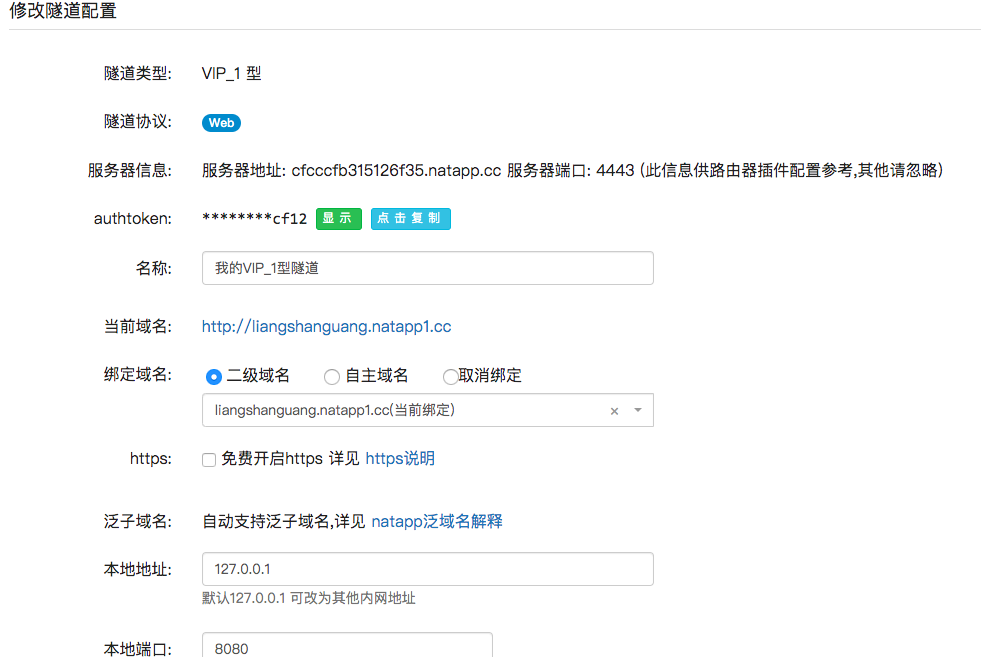 修改隧道配置
隧道类型: VIP_1 型
隧道协议: Web
服务器信息: 服务器地址: cfcccfb315126f35.natapp.cc 服务器端口: 4443 (此信息供路由器插件配置参考,其他请忽略)
authtoken: ********cf12 显示 点击复制
名称: 我的VIP_1型隧道
当前域名: http://liangshanguang.natapp1.cc
绑定域名: 二级域名 自主域名 取消绑定
liangshanguang.natapp1.cc(当前绑定) ×
https: 免费开启https 详见 https说明
泛子域名: 自动支持泛子域名,详见 natapp泛域名解释
本地地址: 127.0.0.1
默认127.0.0.1 可改为其他内网地址
本地端口: 8080